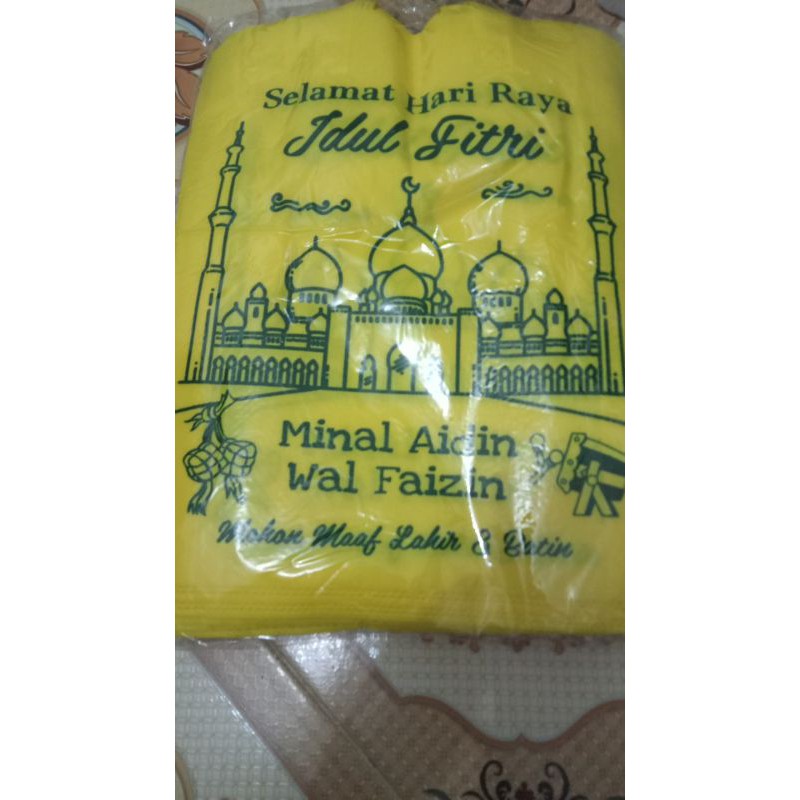 Selamat Hari Raya
Idul Fitri
Minal Aidin
Wal Faizin
Mohon Maaf Lahir & Batin